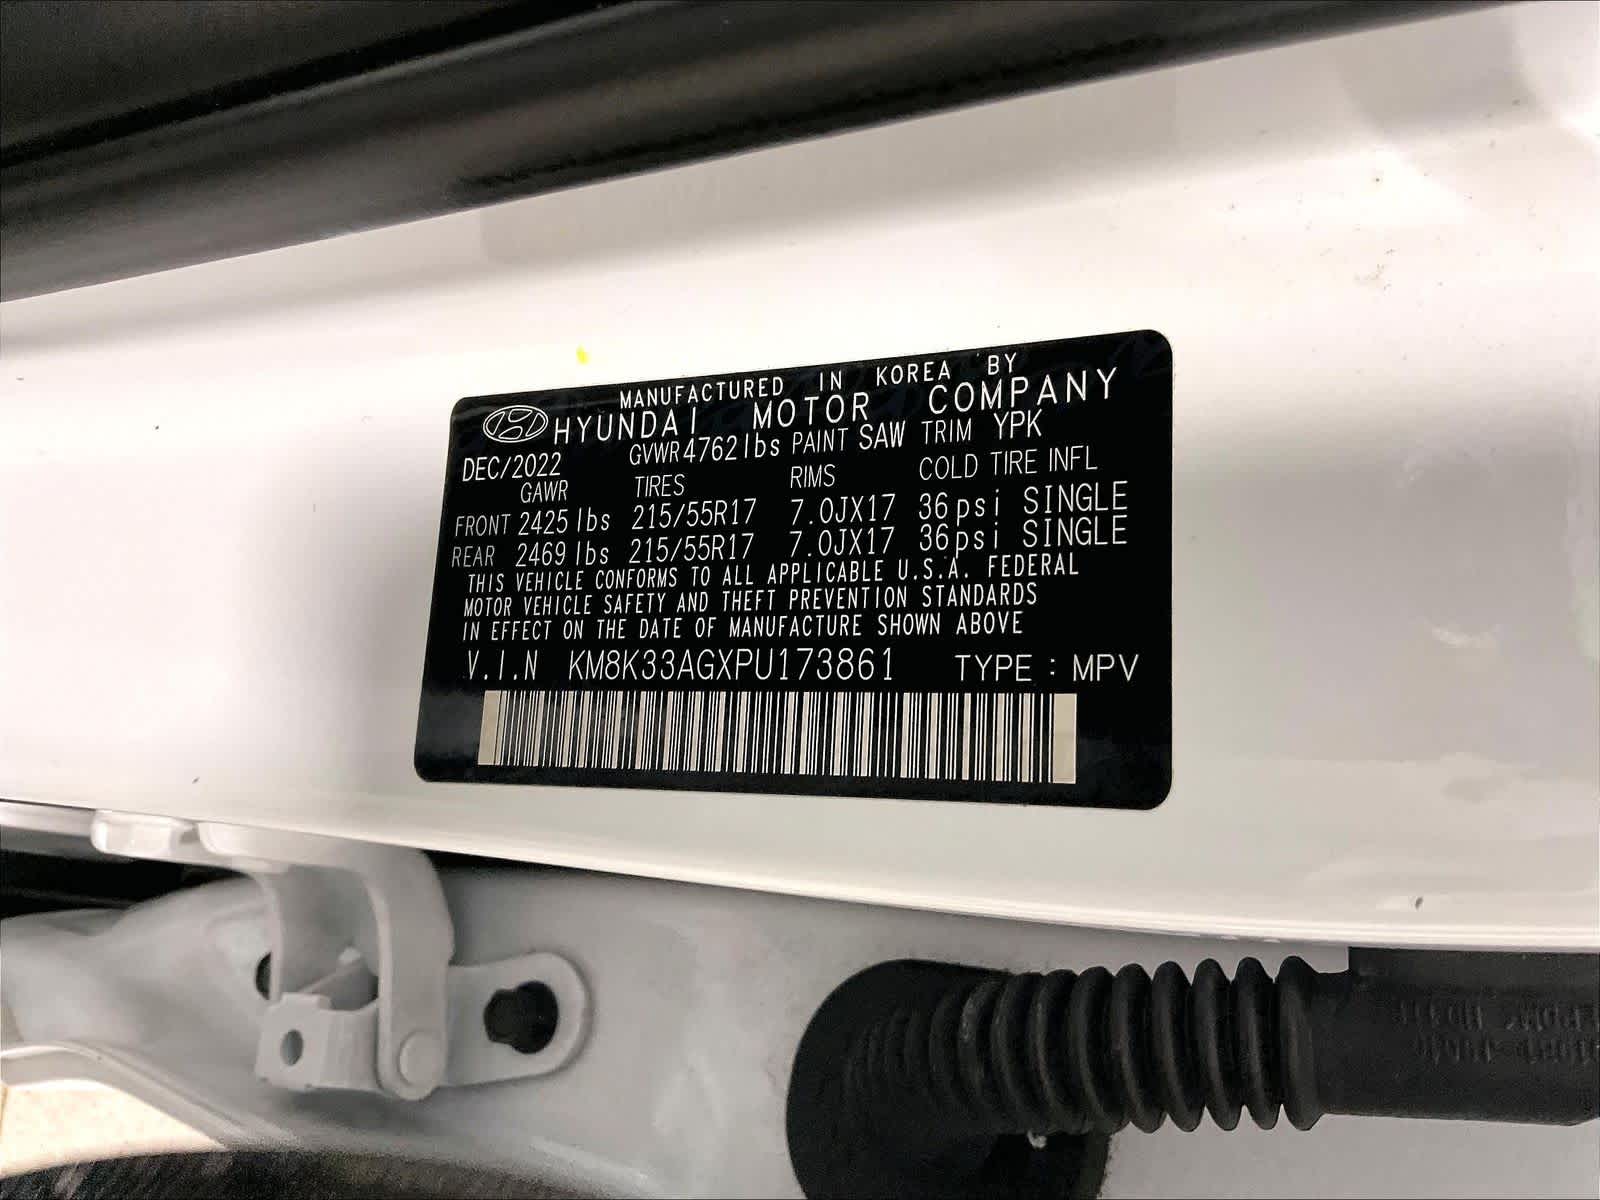 MANUFACTURED IN KOREA BY
HYUNDAI MOTOR COMPANY
DEC/2022 GVWR 4762 lbs PAINT SAW TRIM YPK
GAWR TIRES RIMS COLD TIRE INFL
FRONT 2425 lbs 215/55R17 7.0JX17 36psi SINGLE
REAR 2469 lbs 215/55R17 7.0JX17 36psi SINGLE
THIS VEHICLE CONFORMS TO ALL APPLICABLE U.S.A. FEDERAL
MOTOR VEHICLE SAFETY AND THEFT PREVENTION STANDARDS
IN EFFECT ON THE DATE OF MANUFACTURE SHOWN ABOVE
V.I.N KM8K33AGXPU173861 TYPE : MPV